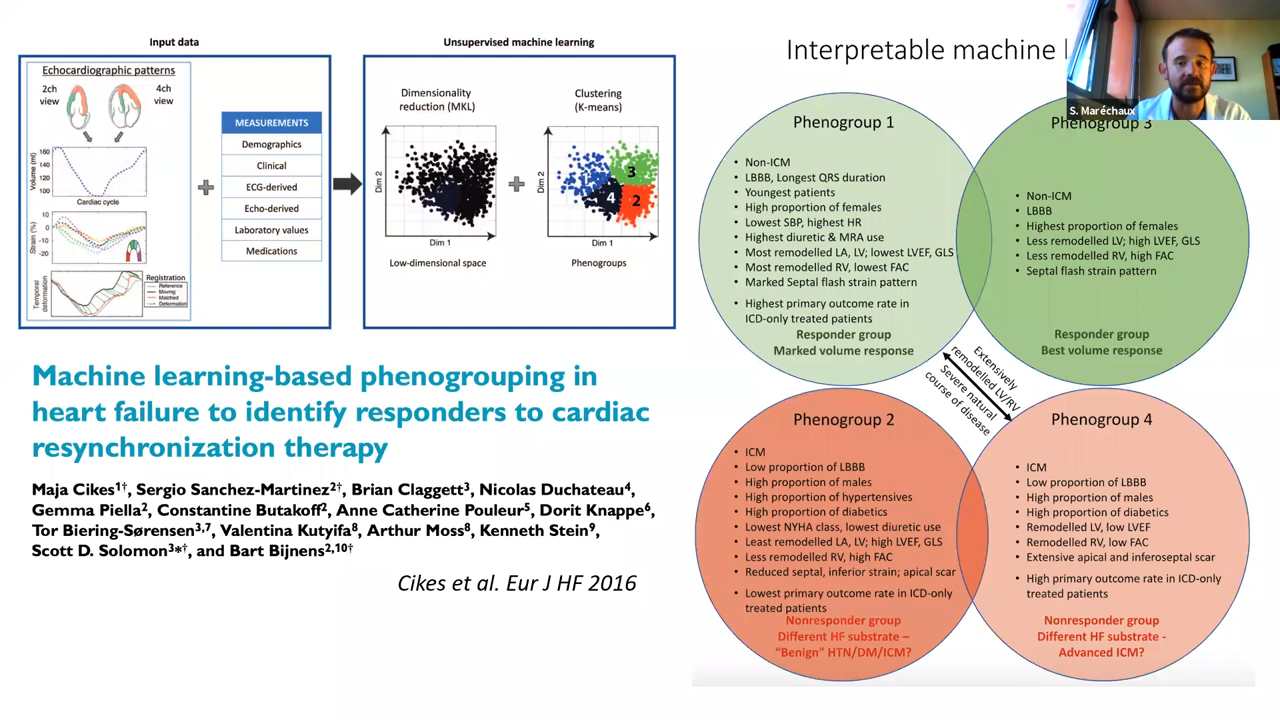 Input data
Unsupervised machine learning
Interpretable machine l
S. Maréchaux
Echocardiographic patterns
2ch
view
4ch
view
Volume (ml)
160
140
120
100
Cardiac cycle
Strain (%)
10
0
-10
-20
Temporal
deformation
Registration
Reference
Moving
Matched
Deformation
MEASUREMENTS
Demographics
Clinical
ECG-derived
Echo-derived
Laboratory values
Medications
Dimensionality
reduction (MKL)
Dim 2
Dim 1
Low-dimensional space
Clustering
(K-means)
Dim 2
3
4
2
Dim 1
Phenogroups
Machine learning-based phenogrouping in
heart failure to identify responders to cardiac
resynchronization therapy
Maja Cikes1†, Sergio Sanchez-Martinez2†, Brian Claggett3, Nicolas Duchateau4,
Gemma Piella2, Constantine Butakoff2, Anne Catherine Pouleur5, Dorit Knappe6,
Tor Biering-Sørensen3,7, Valentina Kutyifa8, Arthur Moss8, Kenneth Stein9,
Scott D. Solomon3*†, and Bart Bijnens2,10†
Cikes et al. Eur J HF 2016
Phenogroup 1
• Non-ICM
• LBBB, Longest QRS duration
• Youngest patients
• High proportion of females
• Lowest SBP, highest HR
• Highest diuretic & MRA use
• Most remodelled LA, LV; lowest LVEF, GLS
• Most remodelled RV, lowest FAC
• Marked Septal flash strain pattern
• Highest primary outcome rate in
ICD-only treated patients
Responder group
Marked volume response
Phenogroup 3
• Non-ICM
• LBBB
• Highest proportion of females
• Less remodelled LV; high LVEF, GLS
• Less remodelled RV, high FAC
• Septal flash strain pattern
Responder group
Best volume response
Extensively
remodelled LV/RV
Severe natural
course of disease
Phenogroup 2
• ICM
• Low proportion of LBBB
• High proportion of males
• High proportion of hypertensives
• High proportion of diabetics
• Lowest NYHA class, lowest diuretic use
• Least remodelled LA, LV; high LVEF, GLS
• Less remodelled RV, high FAC
• Reduced septal, inferior strain; apical scar
• Lowest primary outcome rate in ICD-only
treated patients
Nonresponder group
Different HF substrate –
“Benign” HTN/DM/ICM?
Phenogroup 4
• ICM
• Low proportion of LBBB
• High proportion of males
• High proportion of diabetics
• Remodelled LV, low LVEF
• Remodelled RV, low FAC
• Extensive apical and inferoseptal scar
• High primary outcome rate in ICD-only
treated patients
Nonresponder group
Different HF substrate -
Advanced ICM?